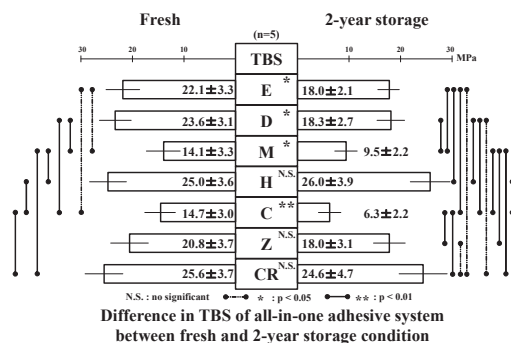 Fresh 2-year storage
(n=5)
TBS MPa
30 20 10 10 20 30
22.1±3.3 E * 18.0±2.1
23.6±3.1 D * 18.3±2.7
14.1±3.3 M * 9.5±2.2
25.0±3.6 H N.S. 26.0±3.9
14.7±3.0 C ** 6.3±2.2
20.8±3.7 Z N.S. 18.0±3.1
25.6±3.7 CR N.S. 24.6±4.7
N.S. : no significant * : p < 0.05 ** : p < 0.01
Difference in TBS of all-in-one adhesive system
between fresh and 2-year storage condition